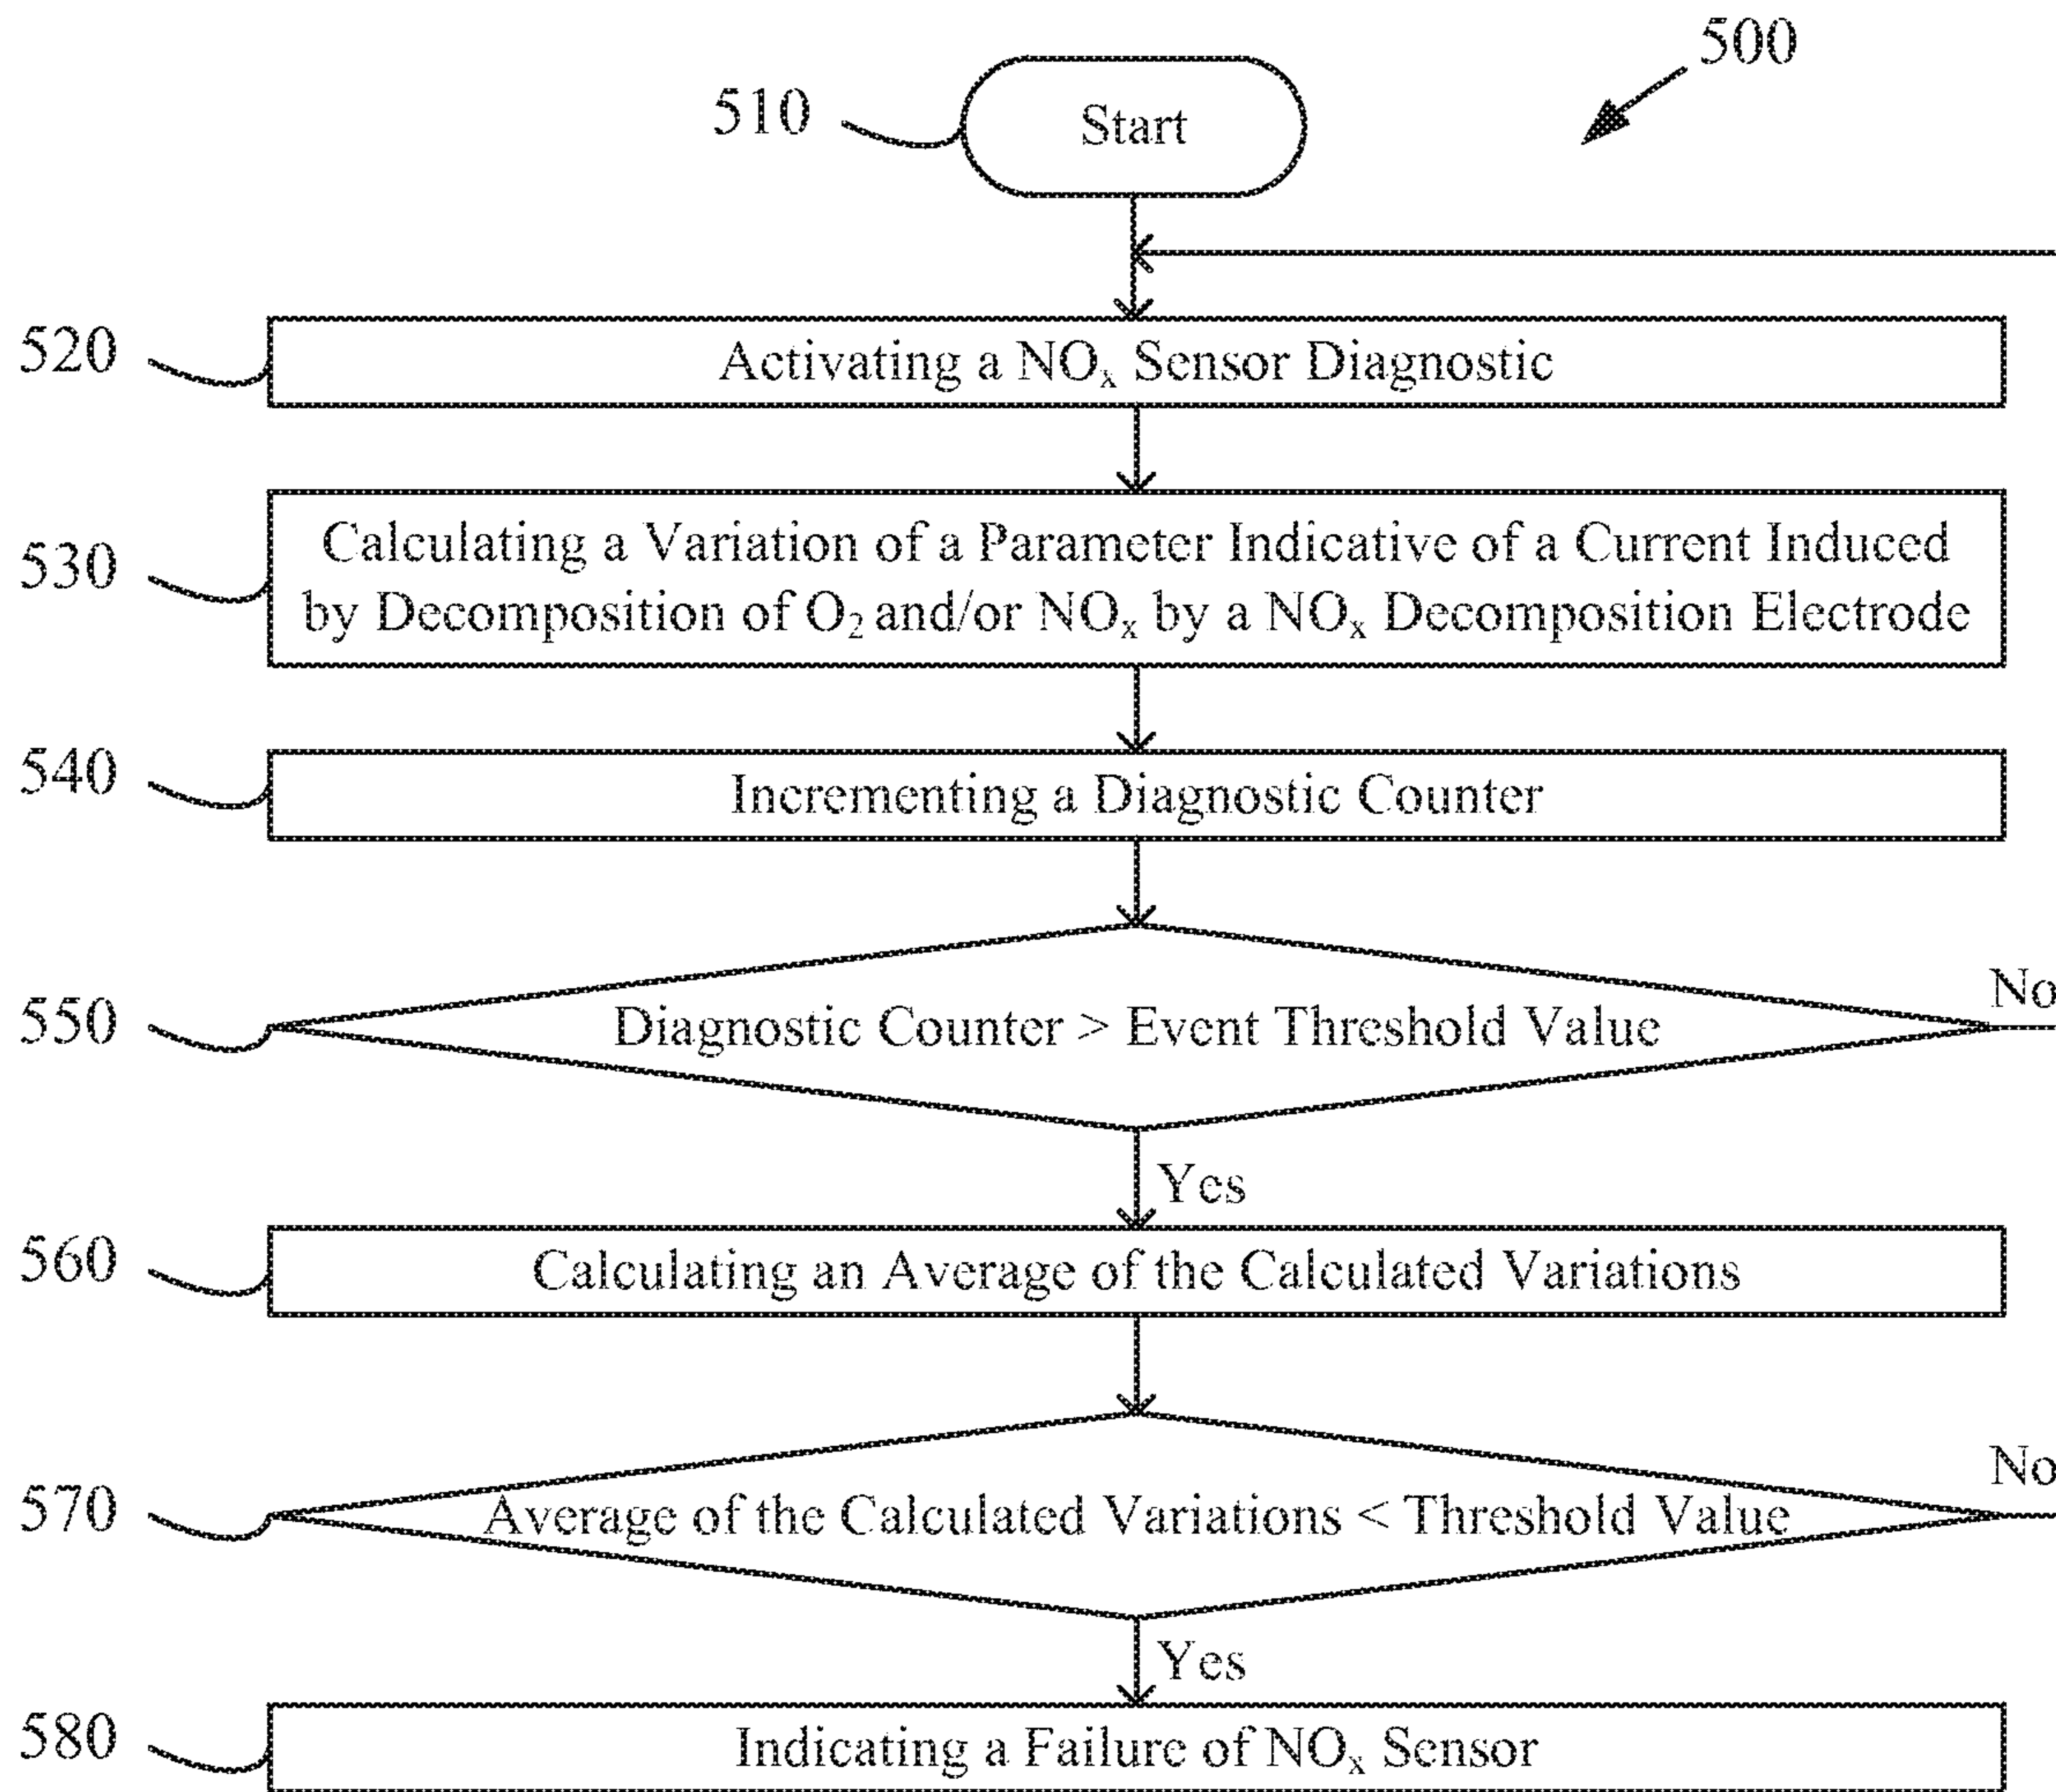 500
510
Start
520
Activating a NOx Sensor Diagnostic
530
Calculating a Variation of a Parameter Indicative of a Current Induced
by Decomposition of O2 and/or NOx by a NOx Decomposition Electrode
540
Incrementing a Diagnostic Counter
550
Diagnostic Counter > Event Threshold Value
No
Yes
560
Calculating an Average of the Calculated Variations
570
Average of the Calculated Variations < Threshold Value
No
Yes
580
Indicating a Failure of NOx Sensor